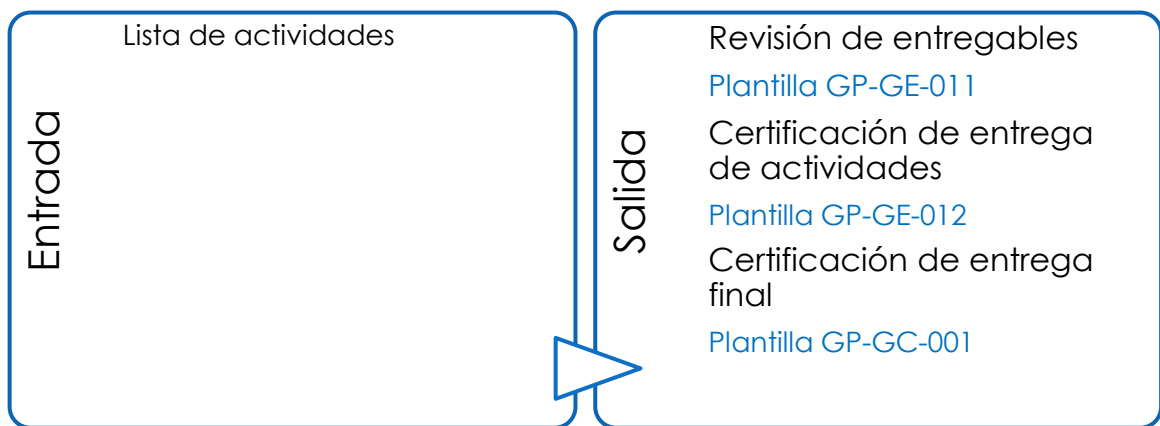 Entrada
Lista de actividades
Salida
Revisión de entregables
Plantilla GP-GE-011
Certificación de entrega
de actividades
Plantilla GP-GE-012
Certificación de entrega
final
Plantilla GP-GC-001